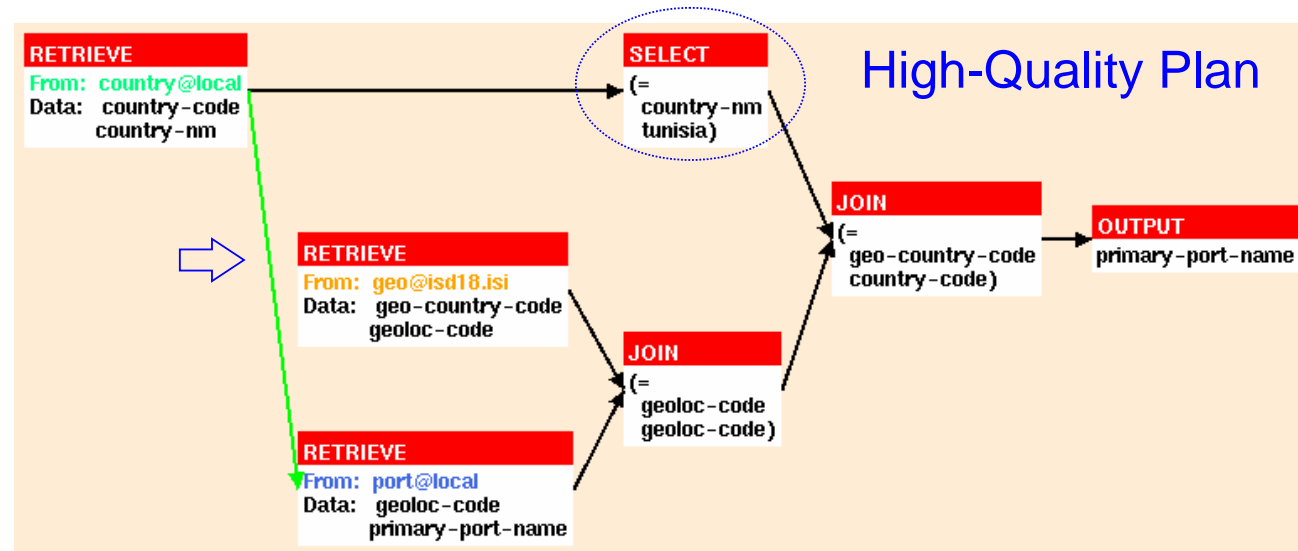 High-Quality Plan
RETRIEVE
From: country@local
Data: country-code
country-nm
SELECT
(=
country-nm
tunisia)
RETRIEVE
From: geo@isd18.isi
Data: geo-country-code
geoloc-code
RETRIEVE
From: port@local
Data: geoloc-code
primary-port-name
JOIN
(=
geoloc-code
geoloc-code)
JOIN
(=
geo-country-code
country-code)
OUTPUT
primary-port-name